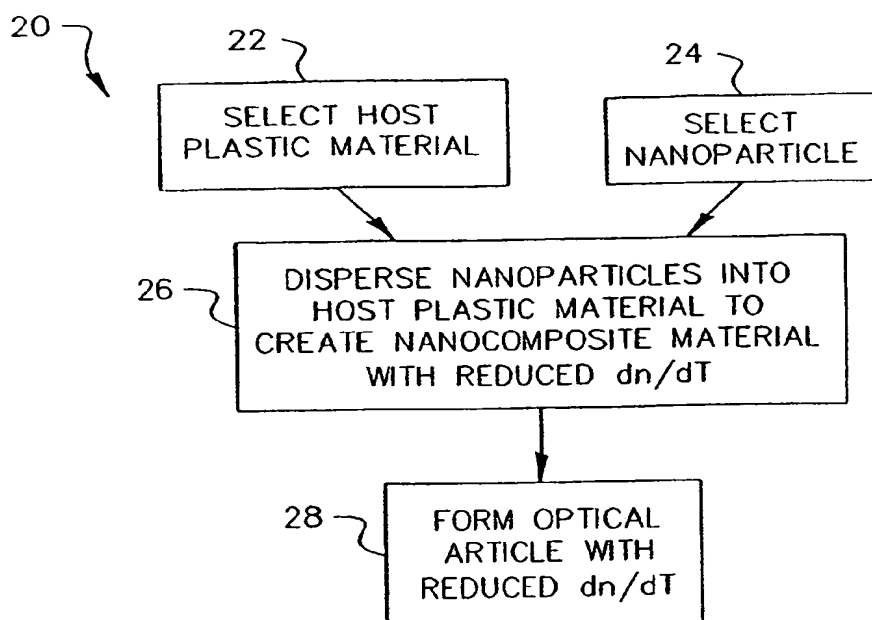 20
22
SELECT HOST
PLASTIC MATERIAL
24
SELECT
NANOPARTICLE
26
DISPERSE NANOPARTICLES INTO
HOST PLASTIC MATERIAL TO
CREATE NANOCOMPOSITE MATERIAL
WITH REDUCED dn/dT
28
FORM OPTICAL
ARTICLE WITH
REDUCED dn/dT